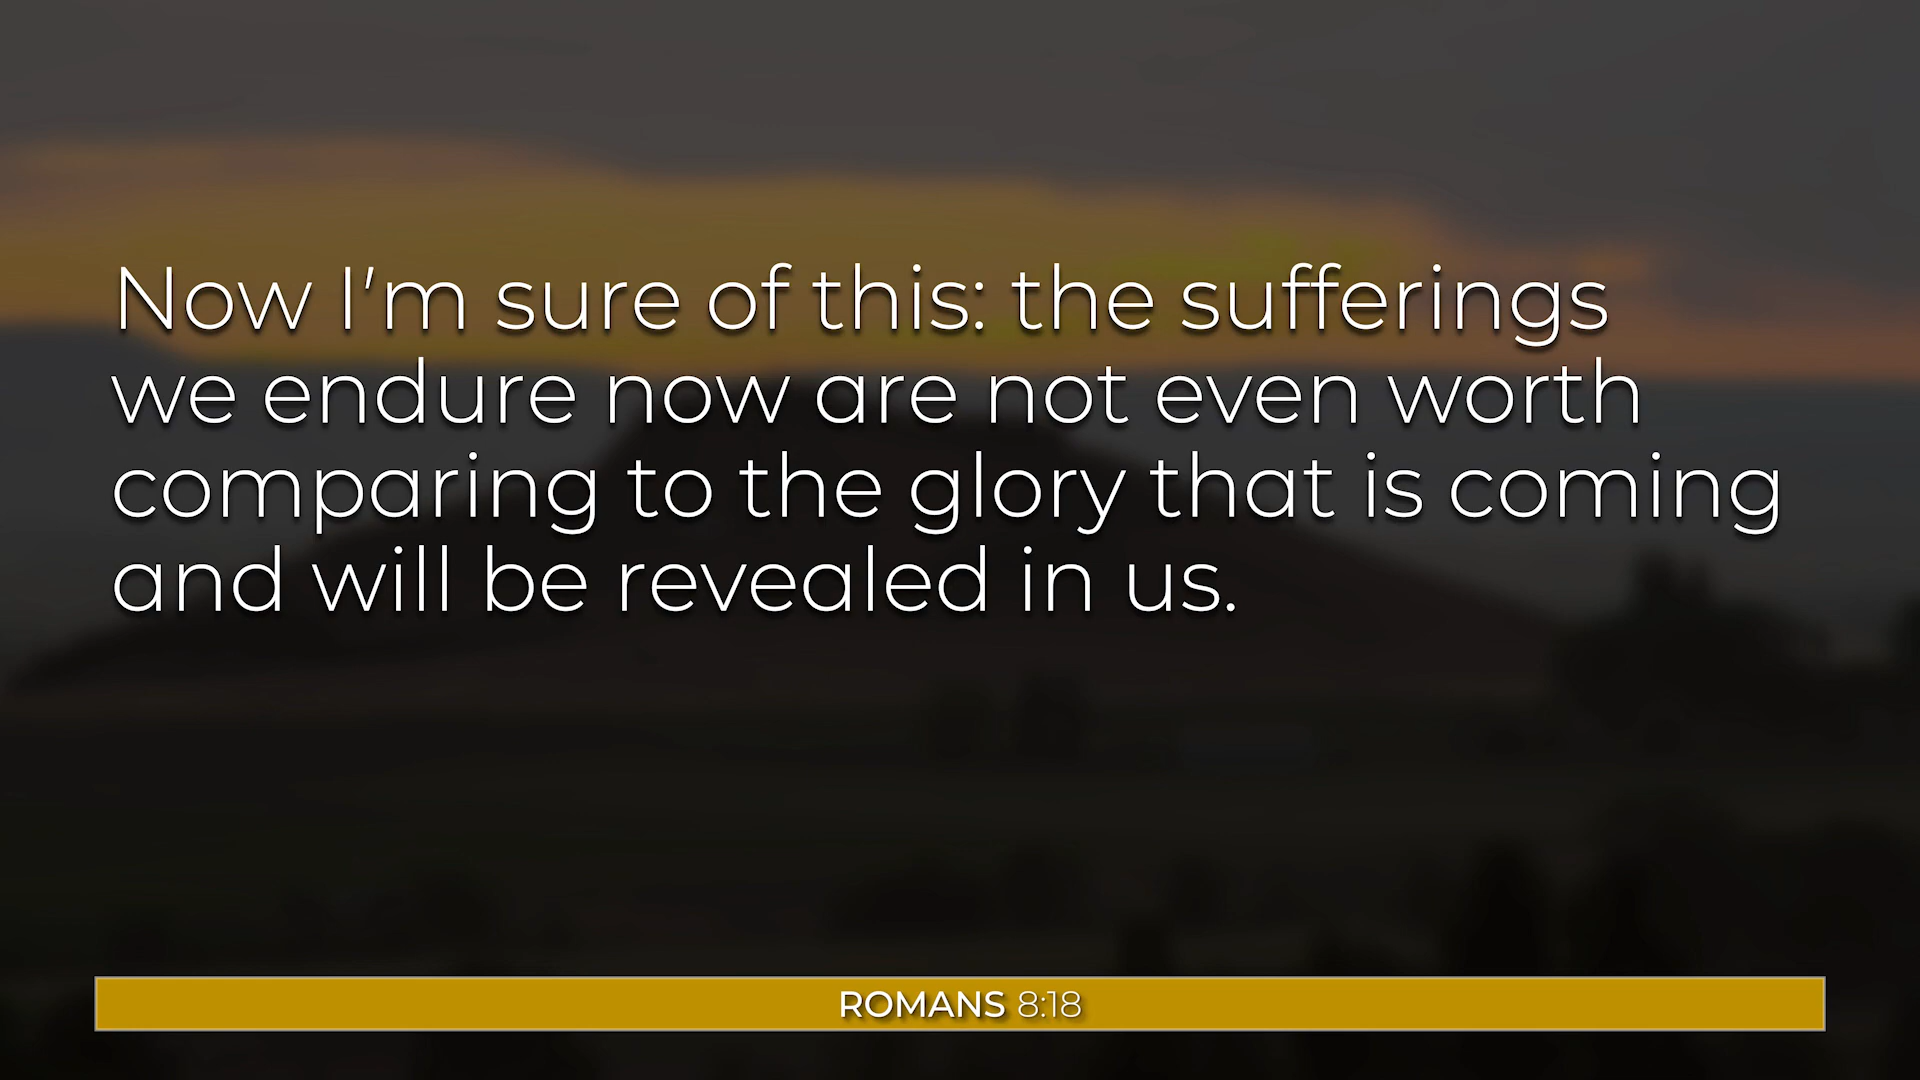 Now I'm sure of this: the sufferings
we endure now are not even worth
comparing to the glory that is coming
and will be revealed in us.
ROMANS 8:18